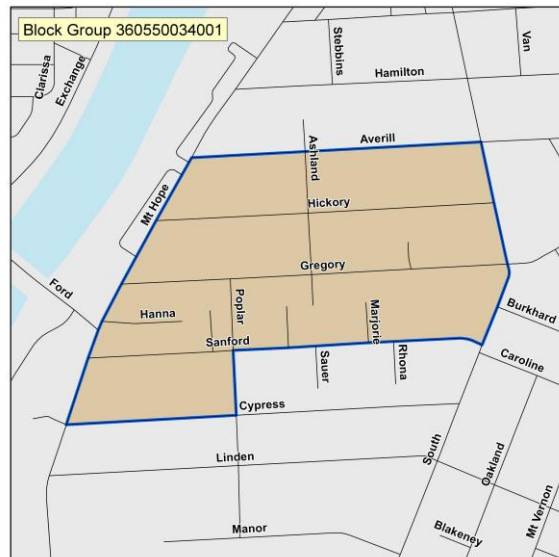 Block Group 360550034001
Clarissa
Exchange
Stebbins
Van
Hamilton
Averill
Ashland
Mt Hope
Hickory
Gregory
Ford
Hanna
Poplar
Marjorie
Burkhard
Sanford
Sauer
Rhona
Caroline
Cypress
South
Linden
Oakland
Mt Vernon
Manor
Blakeney